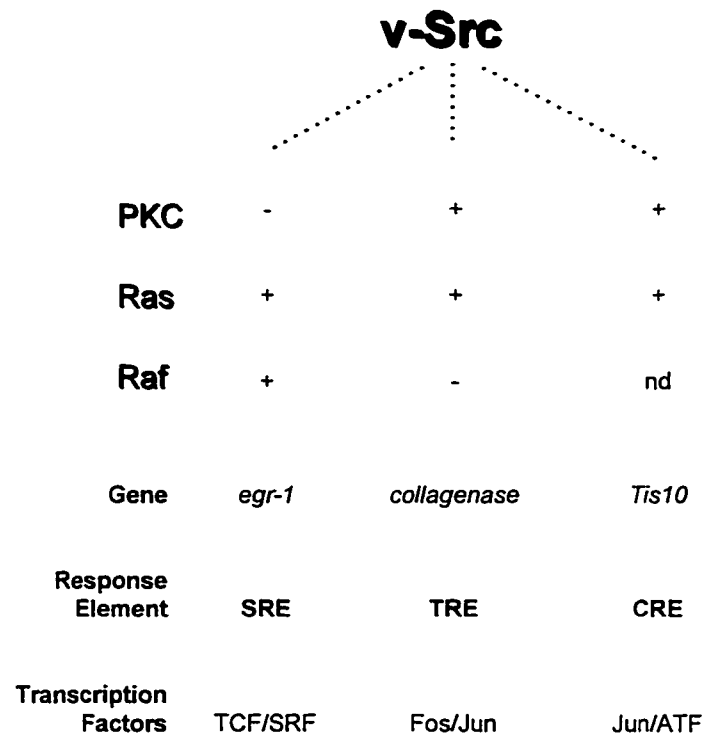 v-Src
PKC - + +
Ras + + +
Raf + - nd
Gene egr-1 collagenase Tis10
Response
Element SRE TRE CRE
Transcription
Factors TCF/SRF Fos/Jun Jun/ATF